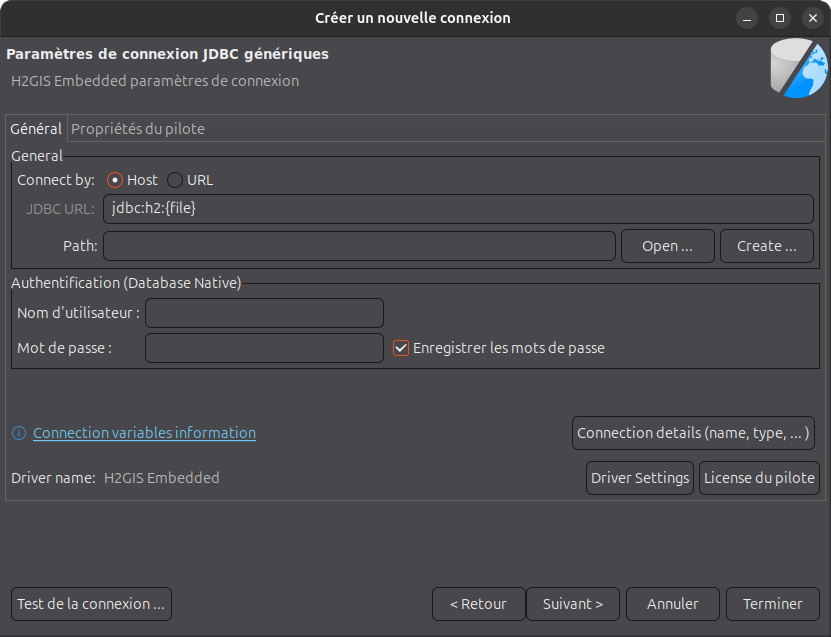 Créer un nouvelle connexion
Paramètres de connexion JDBC génériques
H2GIS Embedded paramètres de connexion
Général Propriétés du pilote
General
Connect by: Host URL
JDBC URL: jdbc:h2:{file}
Path: Open ... Create ...
Authentification (Database Native)
Nom d'utilisateur :
Mot de passe : Enregistrer les mots de passe
Connection variables information Connection details (name, type, ... )
Driver name: H2GIS Embedded Driver Settings License du pilote
Test de la connexion ... < Retour Suivant > Annuler Terminer